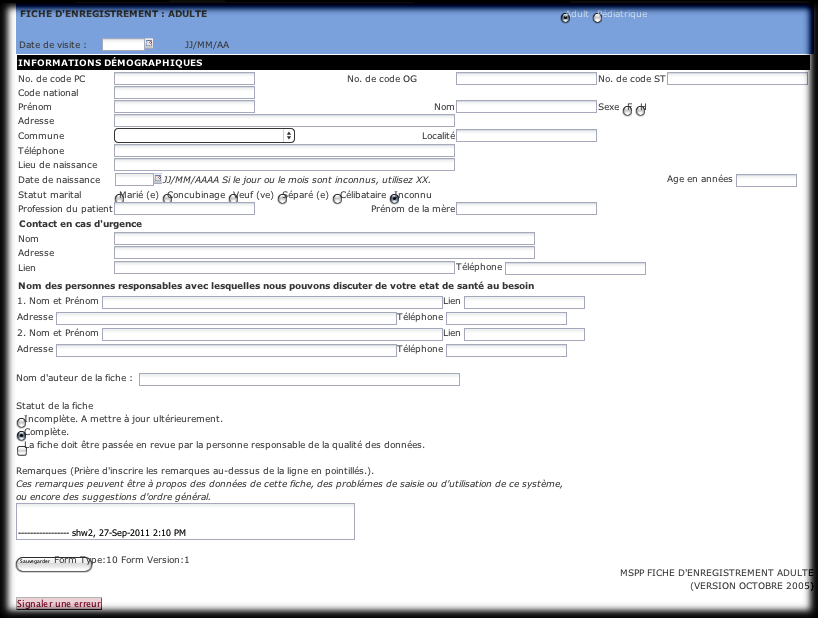 FICHE D'ENREGISTREMENT : ADULTE Adult Pédiatrique
Date de visite : JJ/MM/AA
INFORMATIONS DÉMOGRAPHIQUES
No. de code PC No. de code OG No. de code ST
Code national
Prénom Nom Sexe F H
Adresse
Commune Localité
Téléphone
Lieu de naissance
Date de naissance JJ/MM/AAAA Si le jour ou le mois sont inconnus, utilisez XX. Age en années
Statut marital Marié (e) Concubinage Veuf (ve) Séparé (e) Célibataire Inconnu
Profession du patient Prénom de la mère
Contact en cas d'urgence
Nom
Adresse
Lien Téléphone
Nom des personnes responsables avec lesquelles nous pouvons discuter de votre etat de santé au besoin
1. Nom et Prénom Lien
Adresse Téléphone
2. Nom et Prénom Lien
Adresse Téléphone
Nom d'auteur de la fiche :
Statut de la fiche
Incomplète. A mettre à jour ultérieurement.
Complète.
La fiche doit être passée en revue par la personne responsable de la qualité des données.
Remarques (Prière d'inscrire les remarques au-dessus de la ligne en pointillés.).
Ces remarques peuvent être à propos des données de cette fiche, des problèmes de saisie ou d'utilisation de ce système,
ou encore des suggestions d'ordre général.
----------------- shw2, 27-Sep-2011 2:10 PM
Sauvegarder Form Type:10 Form Version:1
MSPP FICHE D'ENREGISTREMENT ADULTE
(VERSION OCTOBRE 2005)
Signaler une erreur